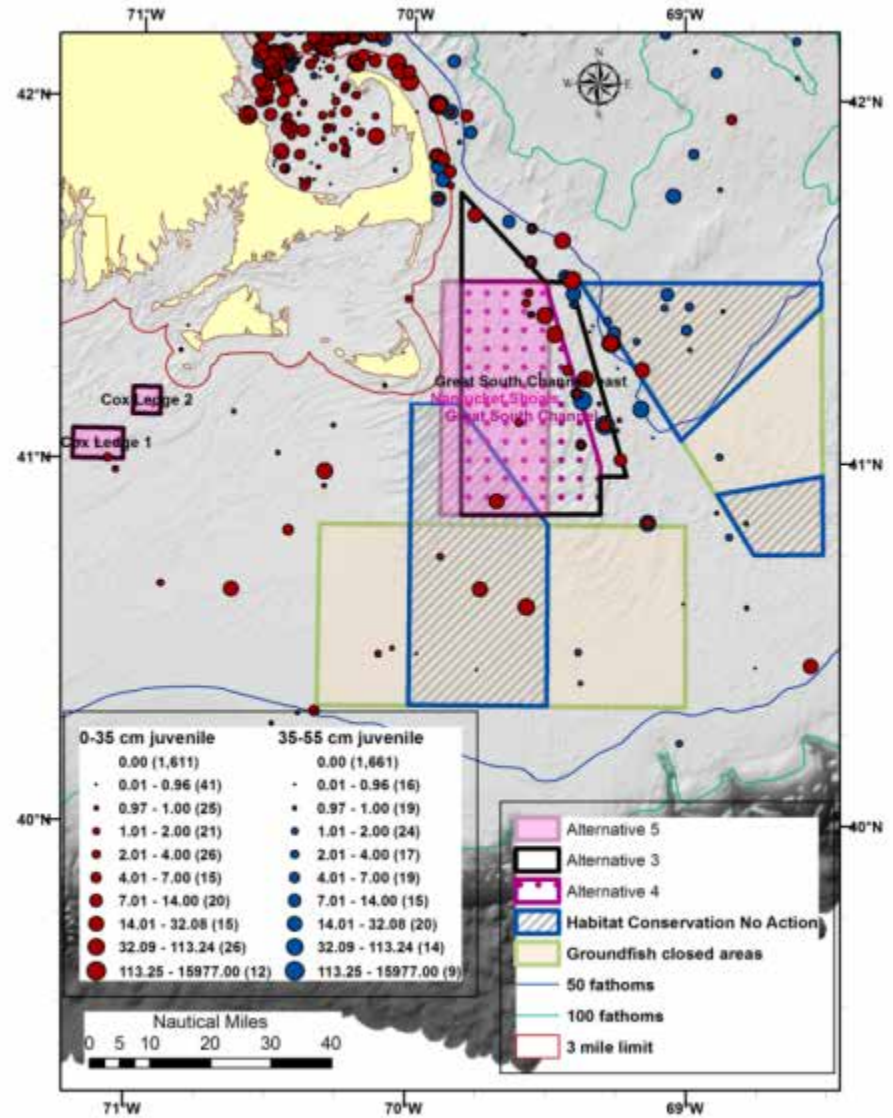 71°W 70°W 69°W
N
W E
S
42°N 42°N
Great South Channel east
Nantucket Shoals
Great South Channel
Cox Ledge 2
Cox Ledge 1
41°N 41°N
0-35 cm juvenile
0.00 (1,611)
0.01 - 0.96 (41)
0.97 - 1.00 (25)
1.01 - 2.00 (21)
2.01 - 4.00 (26)
4.01 - 7.00 (15)
7.01 - 14.00 (20)
14.01 - 32.08 (15)
32.09 - 113.24 (26)
113.25 - 15977.00 (12)
35-55 cm juvenile
0.00 (1,661)
0.01 - 0.96 (16)
0.97 - 1.00 (19)
1.01 - 2.00 (24)
2.01 - 4.00 (17)
4.01 - 7.00 (19)
7.01 - 14.00 (15)
14.01 - 32.08 (20)
32.09 - 113.24 (14)
113.25 - 15977.00 (9)
40°N 40°N
Alternative 5
Alternative 3
Alternative 4
Habitat Conservation No Action
Groundfish closed areas
50 fathoms
100 fathoms
3 mile limit
Nautical Miles
0 5 10 20 30 40
71°W 70°W 69°W